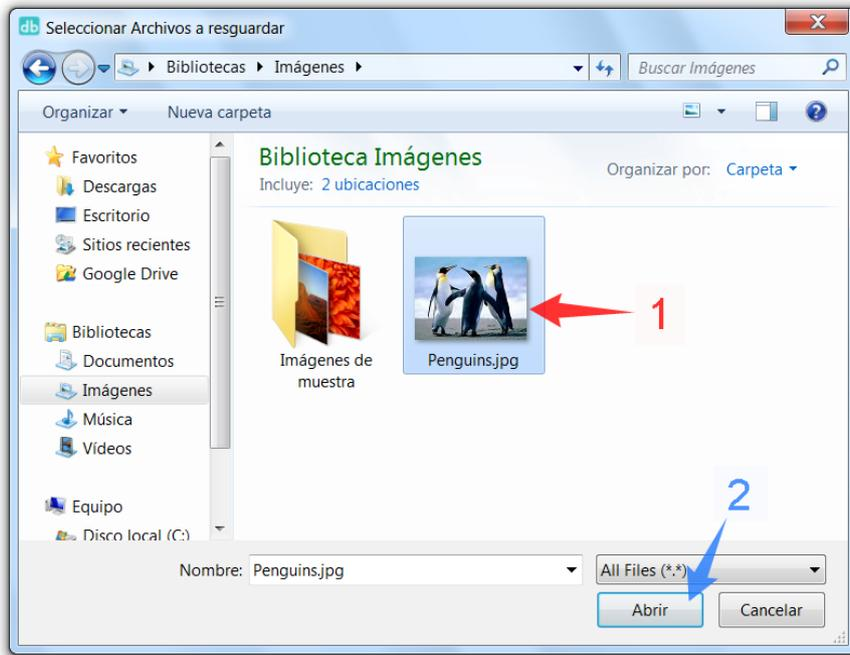 db Seleccionar Archivos a resguardar
Bibliotecas Imágenes
Buscar Imágenes
Organizar Nueva carpeta
Favoritos
Descargas
Escritorio
Sitios recientes
Google Drive
Bibliotecas
Documentos
Imágenes
Música
Vídeos
Equipo
Disco local (C:)
Biblioteca Imágenes
Incluye: 2 ubicaciones
Organizar por: Carpeta
Imágenes de
muestra
Penguins.jpg
1
2
Nombre: Penguins.jpg
All Files (*.*)
Abrir Cancelar